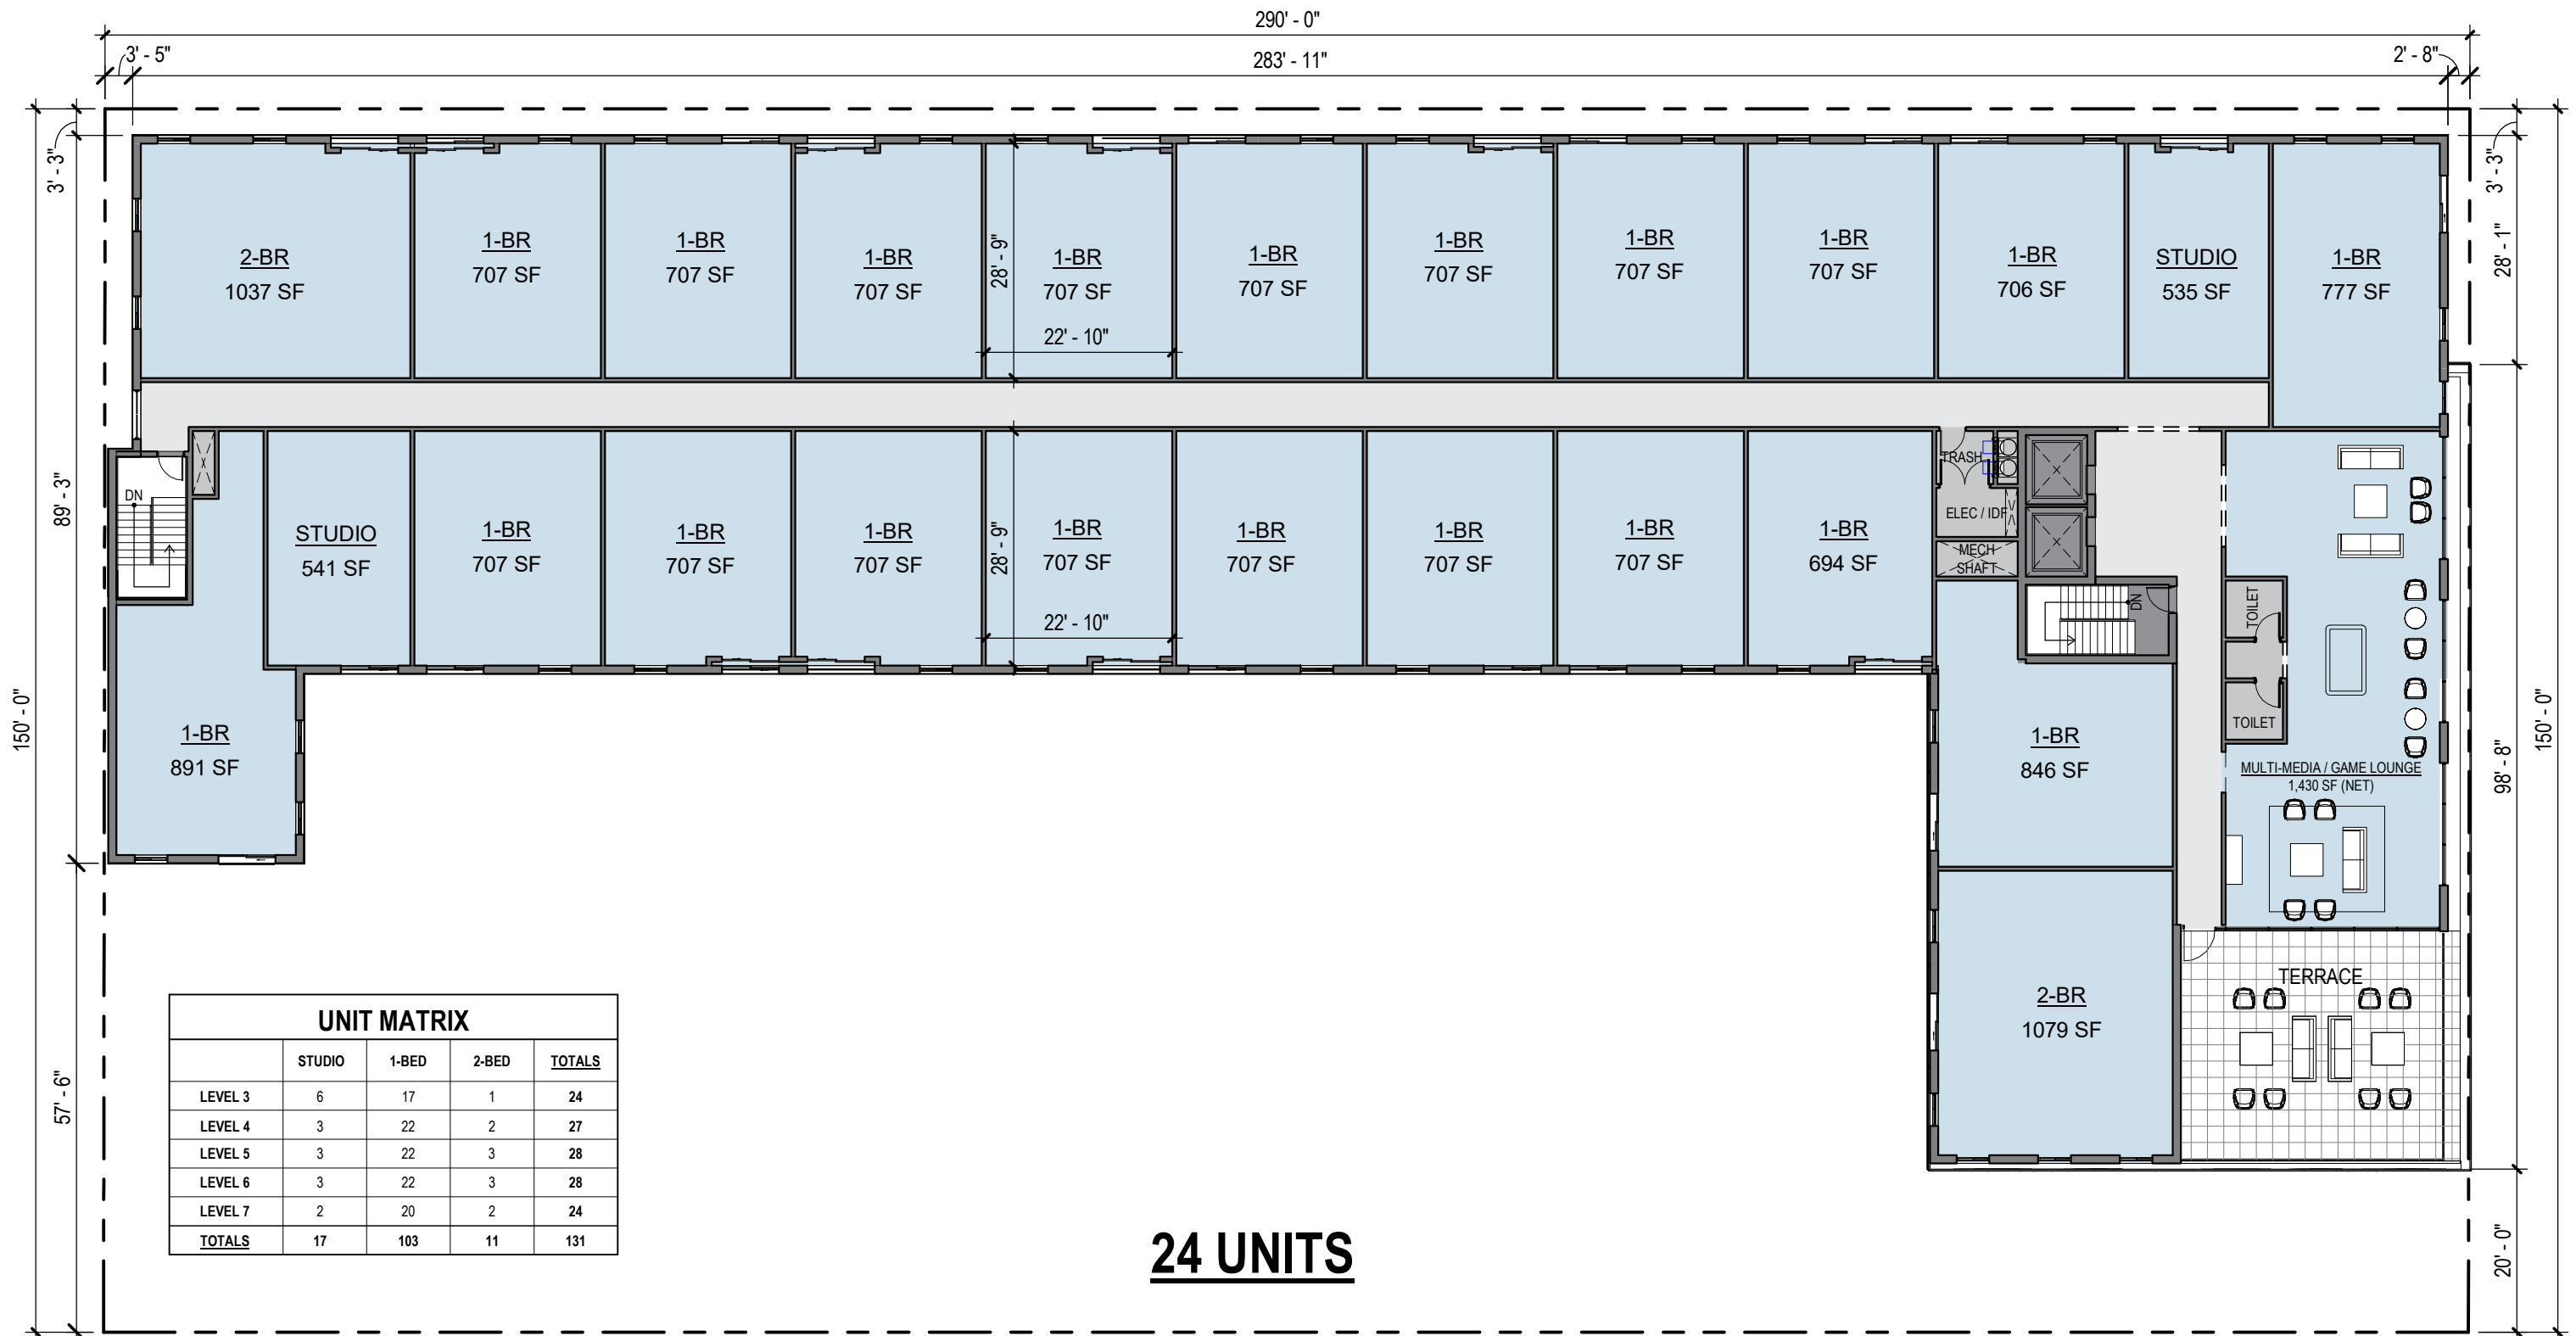 290' - 0"
3' - 5"
283' - 11"
2' - 8"
3' - 3"
3' - 3"
28' - 1"
89' - 3"
150' - 0"
57' - 6"
98' - 8"
150' - 0"
20' - 0"
2-BR
1037 SF
1-BR
707 SF
1-BR
707 SF
1-BR
707 SF
28' - 9"
1-BR
707 SF
22' - 10"
1-BR
707 SF
1-BR
707 SF
1-BR
707 SF
1-BR
707 SF
1-BR
706 SF
STUDIO
535 SF
1-BR
777 SF
DN
STUDIO
541 SF
1-BR
707 SF
1-BR
707 SF
1-BR
707 SF
28' - 9"
1-BR
707 SF
22' - 10"
1-BR
707 SF
1-BR
707 SF
1-BR
707 SF
1-BR
694 SF
TRASH
ELEC / IDF
MECH
SHAFT
DN
TOILET
TOILET
1-BR
891 SF
1-BR
846 SF
MULTI-MEDIA / GAME LOUNGE
1,430 SF (NET)
2-BR
1079 SF
TERRACE
UNIT MATRIX
STUDIO 1-BED 2-BED TOTALS
LEVEL 3 6 17 1 24
LEVEL 4 3 22 2 27
LEVEL 5 3 22 3 28
LEVEL 6 3 22 3 28
LEVEL 7 2 20 2 24
TOTALS 17 103 11 131
24 UNITS